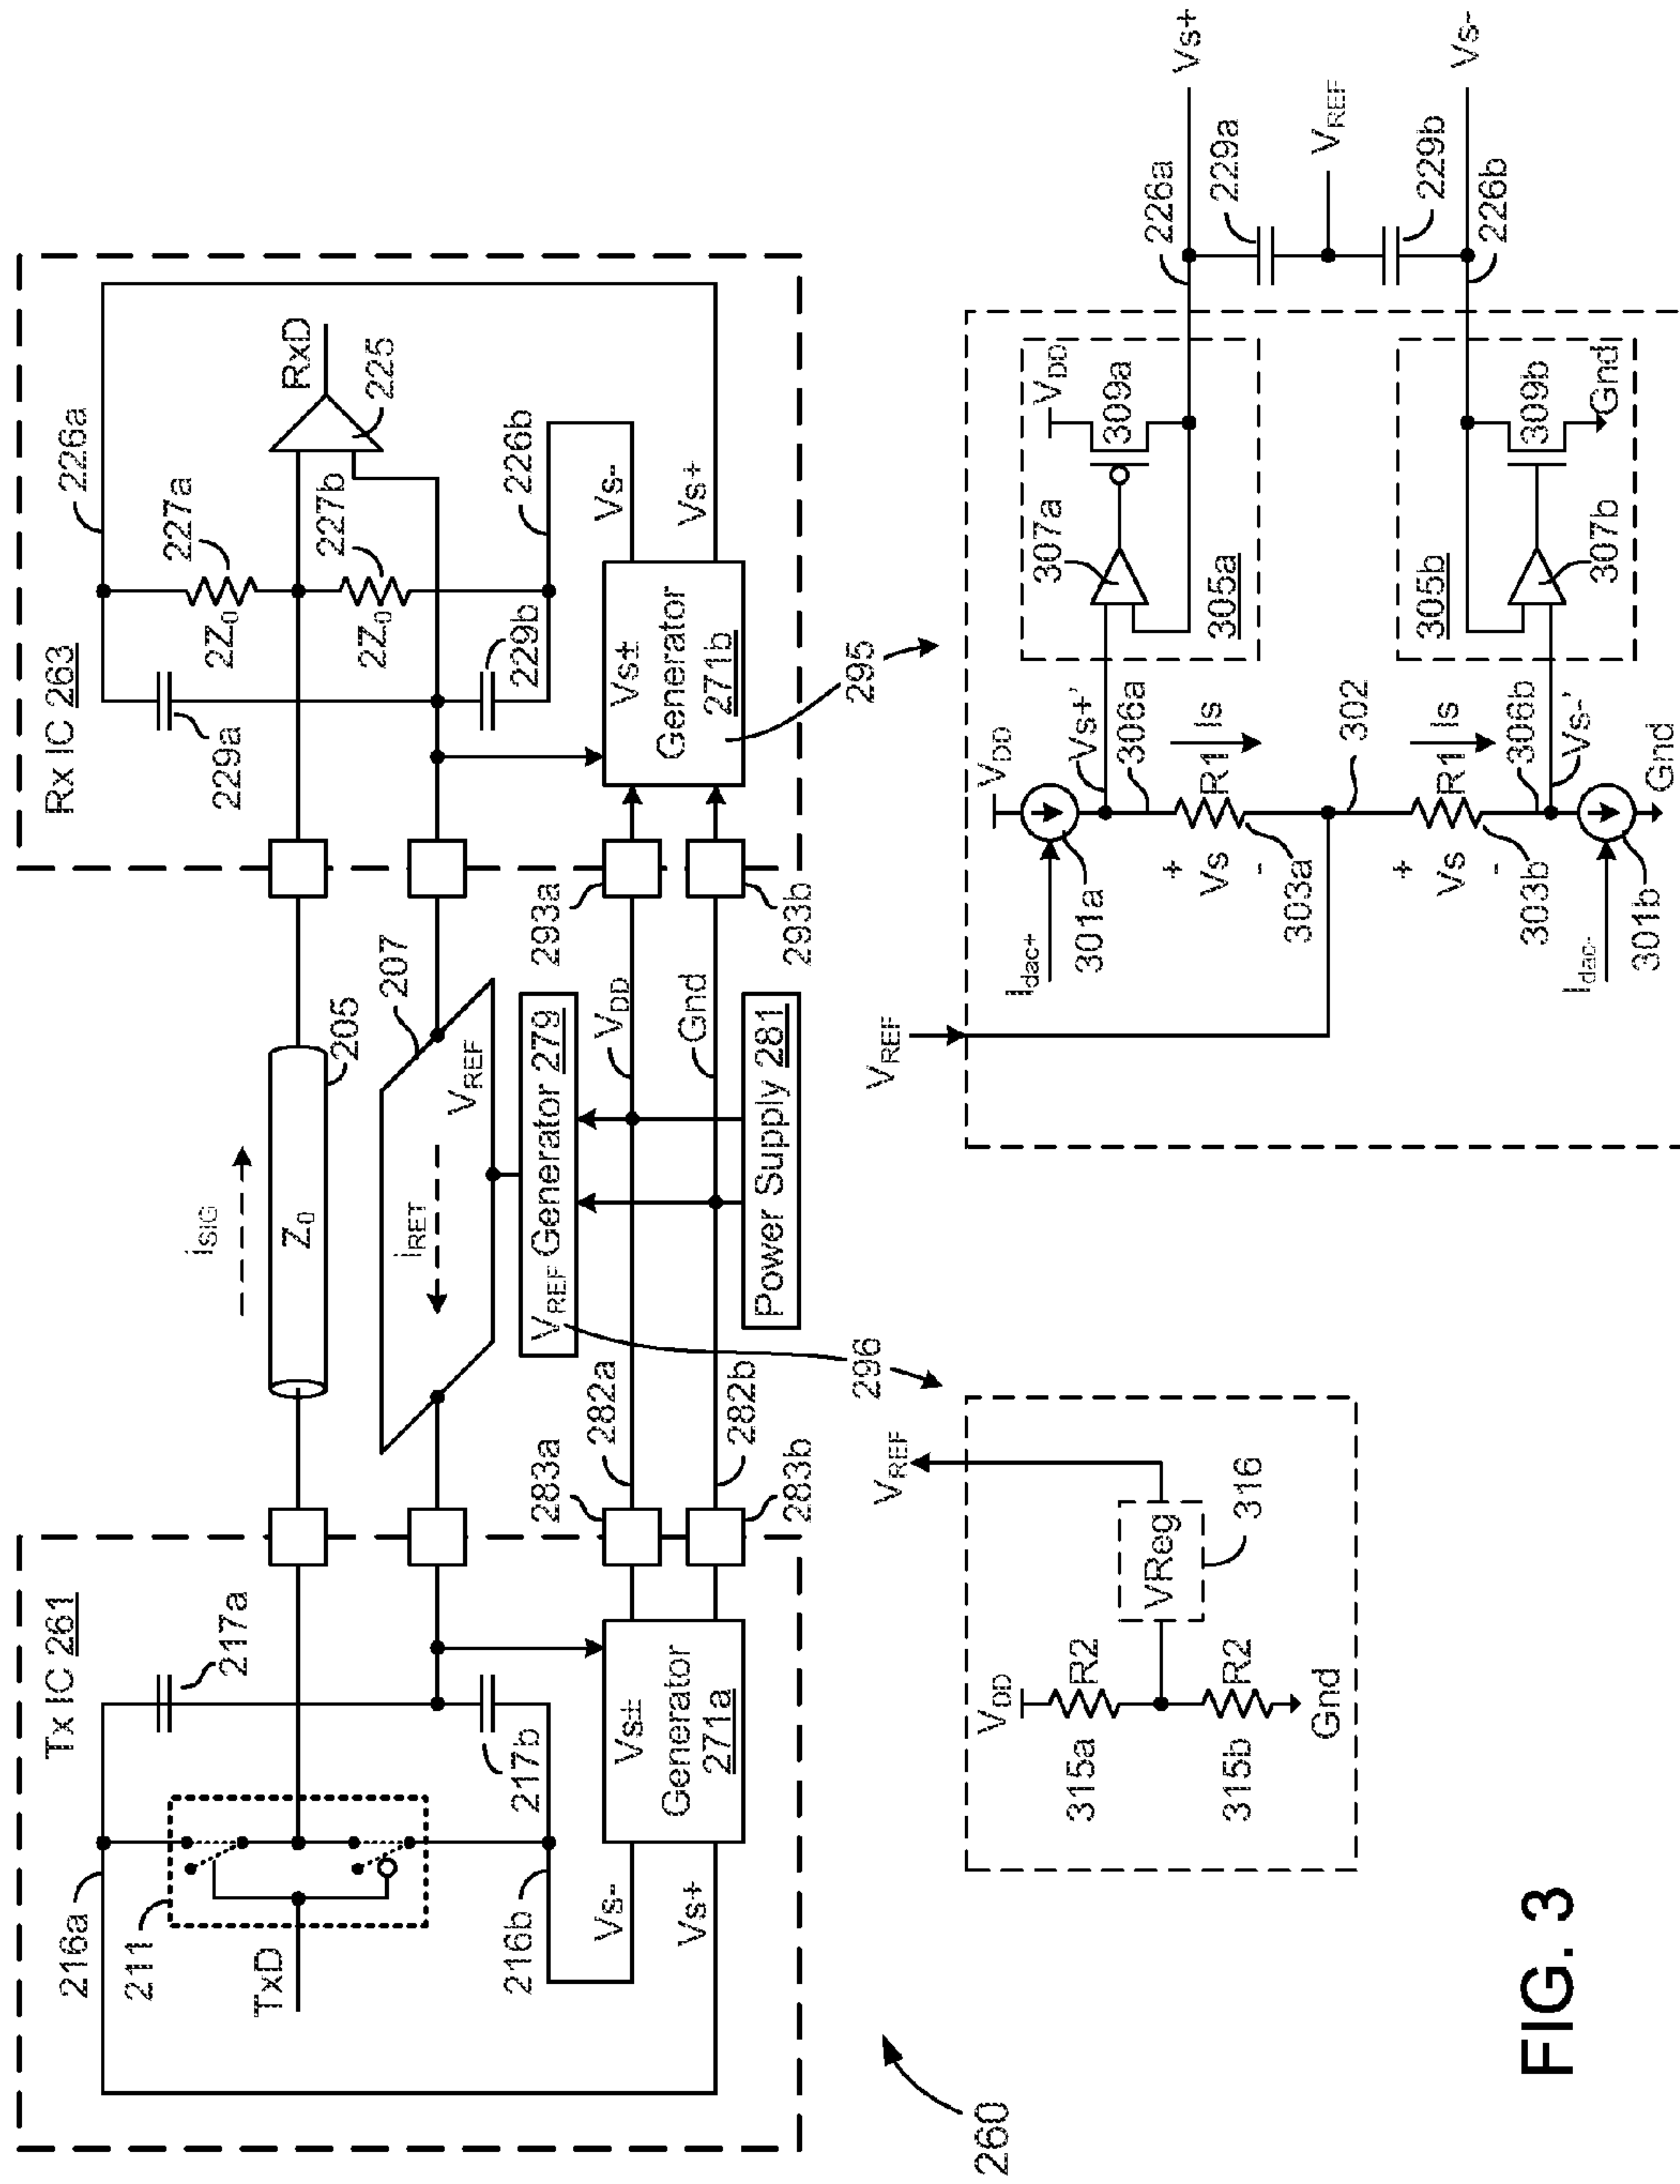 Tx IC 261
216a
211
TxD
217a
217b
216b
Vs-
Vs+
Vs±
Generator
271a
283a
283b
282a
282b
iSIG
Z0
205
207
iRET
VREF
VREF Generator 279
VDD
Gnd
Power Supply 281
293a
293b
Rx IC 263
226a
227a
2Z0
227b
2Z0
229a
229b
RxD
225
226b
Vs-
Vs+
Vs±
Generator
271b
295
296
260
VREF
VDD
R2
315a
VReg
316
R2
315b
Gnd
VREF
Idac+
301a
VDD
Vs+'
306a
R1
Is
+
Vs
-
303a
302
R1
Is
+
Vs
-
303b
306b
Vs-'
Idac-
301b
Gnd
307a
VDD
309a
305a
305b
309b
Gnd
307b
226a
Vs+
229a
VREF
229b
226b
Vs-
FIG. 3